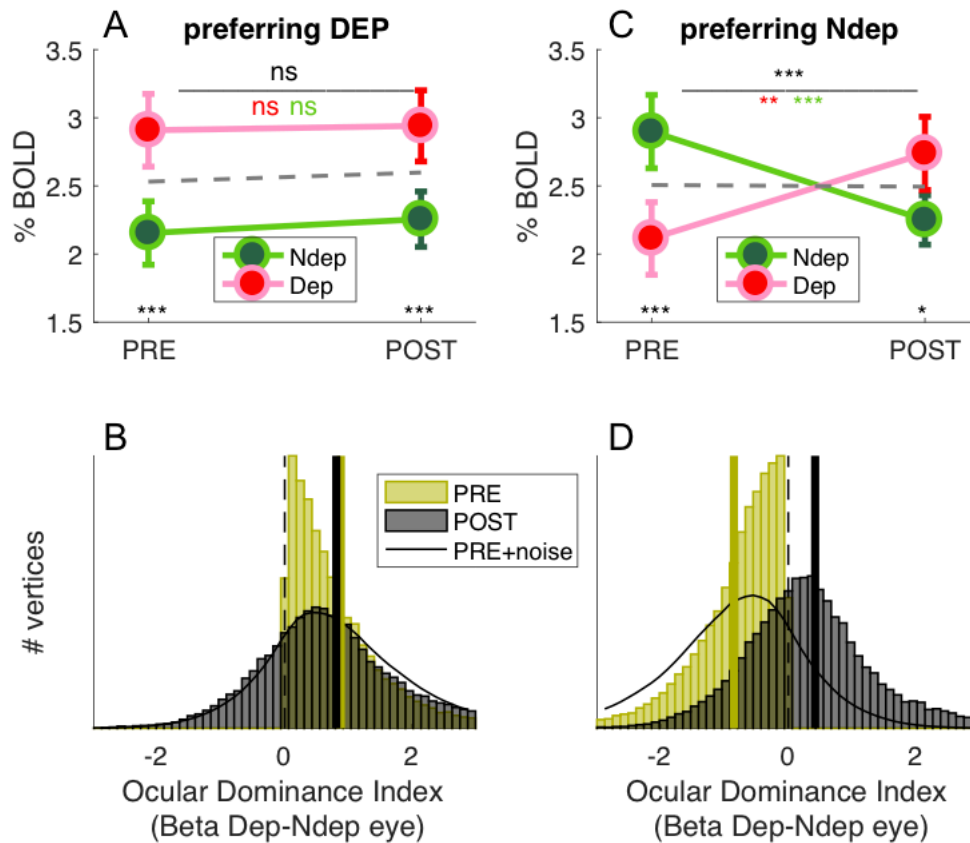 A preferring DEP
3.5
3
2.5
2
1.5
% BOLD
ns
ns ns
Ndep
Dep
*** ***
PRE POST
C preferring Ndep
3.5
3
2.5
2
1.5
% BOLD
***
** ***
Ndep
Dep
*** *
PRE POST
B
# vertices
PRE
POST
PRE+noise
-2 0 2
Ocular Dominance Index
(Beta Dep-Ndep eye)
D
-2 0 2
Ocular Dominance Index
(Beta Dep-Ndep eye)